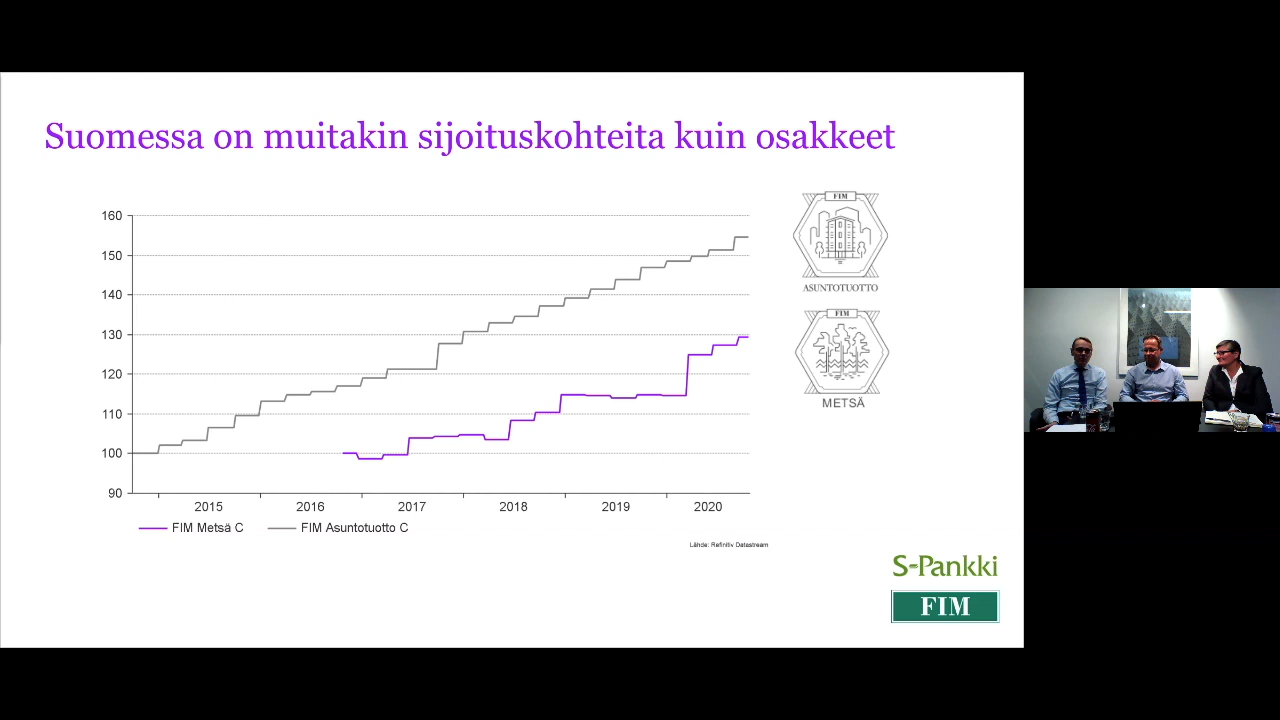 Suomessa on muitakin sijoituskohteita kuin osakkeet
160
150
140
130
120
110
100
90
2015 2016 2017 2018 2019 2020
FIM Metsä C FIM Asuntotuotto C
Lähde: Refinitiv Datastream
FIM
ASUNTOTUOTTO
FIM
METSÄ
S-Pankki
FIM